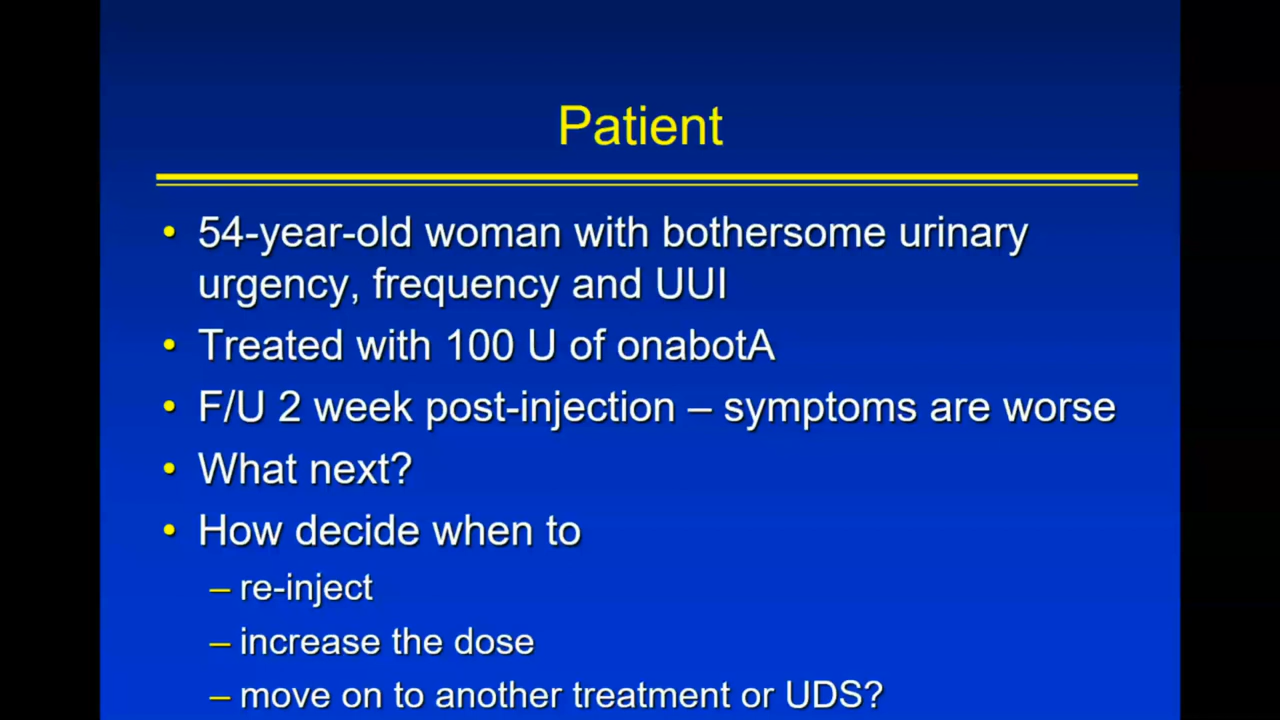 Patient
• 54-year-old woman with bothersome urinary
urgency, frequency and UUI
• Treated with 100 U of onabotA
• F/U 2 week post-injection – symptoms are worse
• What next?
• How decide when to
– re-inject
– increase the dose
– move on to another treatment or UDS?